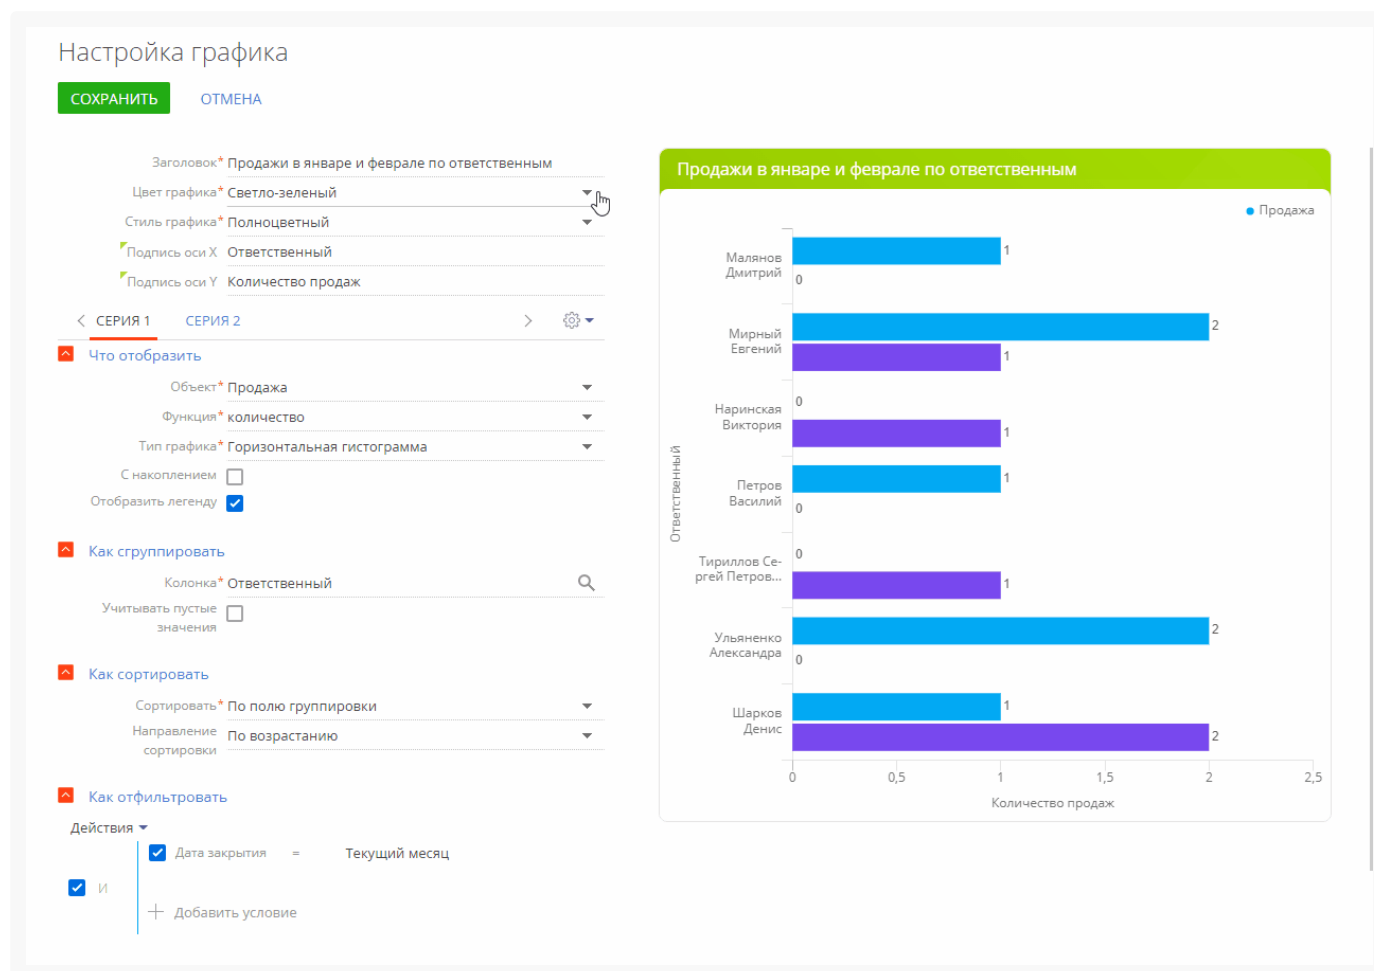 Настройка графика
СОХРАНИТЬ ОТМЕНА
Заголовок* Продажи в январе и феврале по ответственным
Цвет графика* Светло-зеленый
Стиль графика* Полноцветный
Подпись оси X Ответственный
Подпись оси Y Количество продаж
СЕРИЯ 1 СЕРИЯ 2
Что отобразить
Объект* Продажа
Функция* количество
Тип графика* Горизонтальная гистограмма
С накоплением
Отобразить легенду
Как сгруппировать
Колонка* Ответственный
Учитывать пустые
значения
Как сортировать
Сортировать* По полю группировки
Направление
сортировки
По возрастанию
Как отфильтровать
Действия
Дата закрытия = Текущий месяц
И
Добавить условие
Продажи в январе и феврале по ответственным
Продажа
Ответственный
Малянов
Дмитрий
1
0
Мирный
Евгений
2
1
Наринская
Виктория
0
1
Петров
Василий
1
0
Тириллов Се-
ргей Петров...
0
1
Ульяненко
Александра
2
0
Шарков
Денис
1
2
0 0,5 1 1,5 2 2,5
Количество продаж